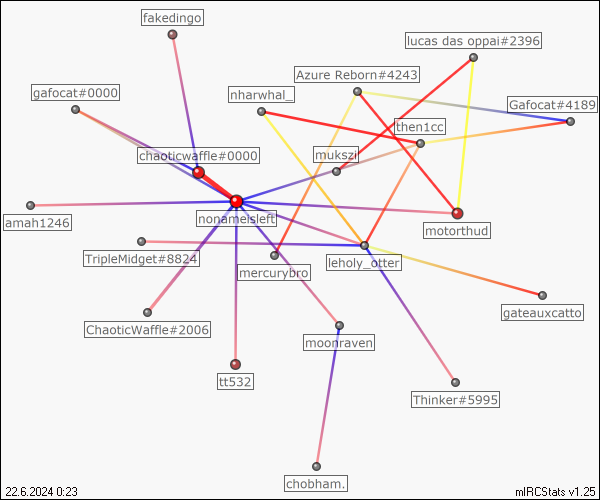 fakedingo
lucas das oppai#2396
Azure Reborn#4243
gafocat#0000
nharwhal_
Gafocat#4189
then1cc
chaoticwaffle#0000
mukszi
amah1246
nonameisleft
motorthud
TripleMidget#8824
leholy_otter
mercurybro
gateauxcatto
ChaoticWaffle#2006
moonraven
tt532
Thinker#5995
chobham.
22.6.2024 0:23
mIRCStats v1.25